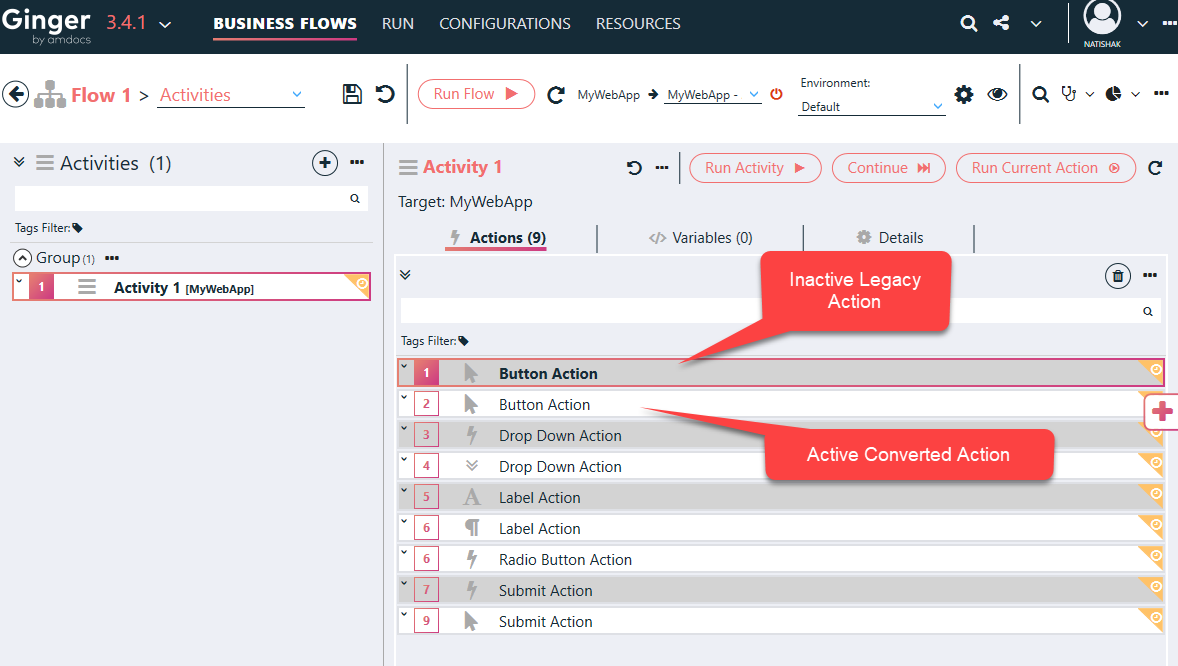 Ginger 3.4.1 BUSINESS FLOWS RUN CONFIGURATIONS RESOURCES
by amdocs
NATISHAK
Flow 1 > Activities Run Flow MyWebApp MyWebApp - Environment:
Default
Activities (1)
Tags Filter:
Group (1)
1 Activity 1 [MyWebApp]
Activity 1 Run Activity Continue Run Current Action
Target: MyWebApp
Actions (9) Variables (0) Details
Inactive Legacy
Action
Tags Filter:
1 Button Action
2 Button Action
3 Drop Down Action
Active Converted Action
4 Drop Down Action
5 Label Action
6 Label Action
6 Radio Button Action
7 Submit Action
9 Submit Action